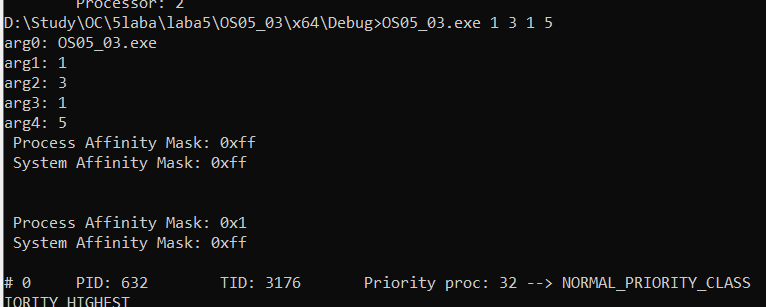 Processor: 2
D:\Study\OC\5laba\laba5\OS05_03\x64\Debug>OS05_03.exe 1 3 1 5
arg0: OS05_03.exe
arg1: 1
arg2: 3
arg3: 1
arg4: 5
Process Affinity Mask: 0xff
System Affinity Mask: 0xff
Process Affinity Mask: 0x1
System Affinity Mask: 0xff
# 0 PID: 632 TID: 3176 Priority proc: 32 --> NORMAL_PRIORITY_CLASS
IORITY_HIGHEST